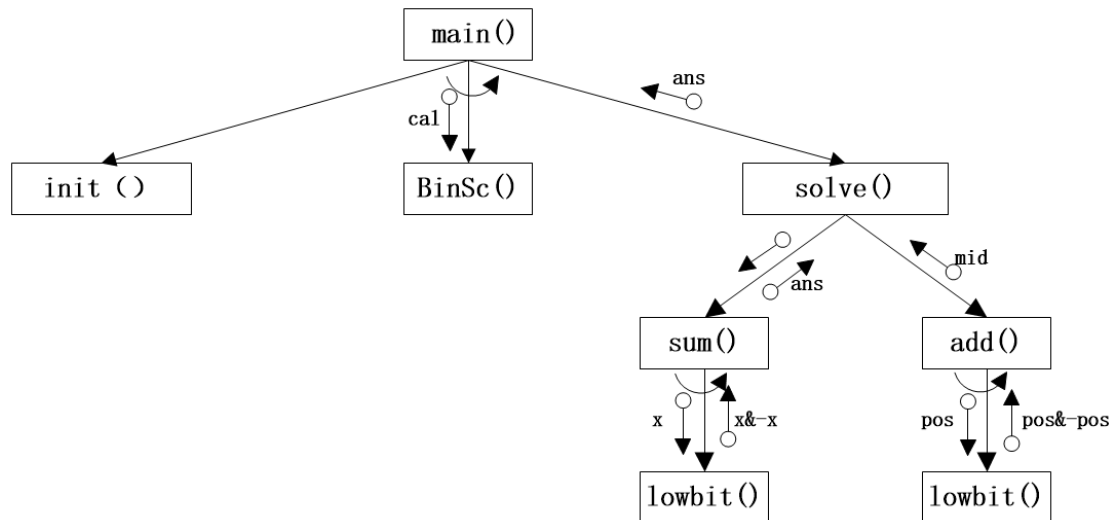 main()
ans
cal
init ()
BinSc()
solve()
mid
ans
sum()
add()
x
x&-x
pos
pos&-pos
lowbit()
lowbit()